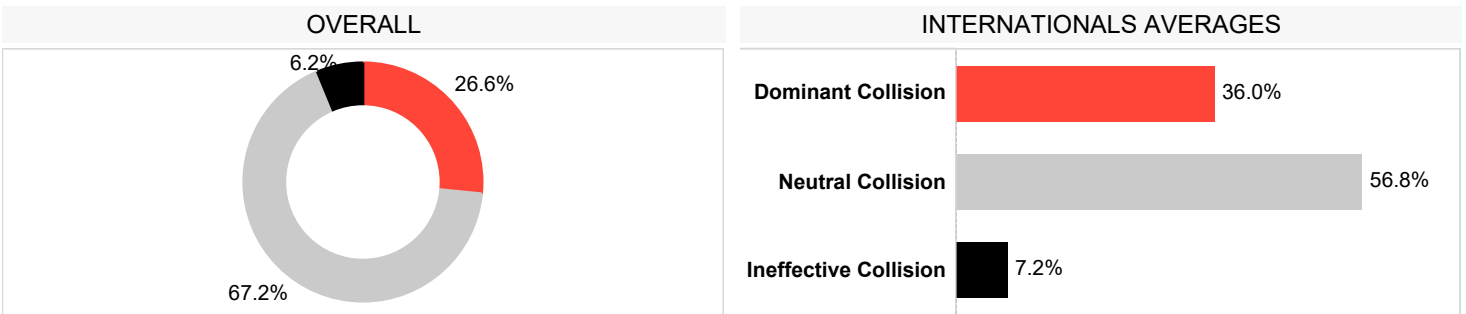 OVERALL
6.2%
26.6%
67.2%
INTERNATIONALS AVERAGES
Dominant Collision 36.0%
Neutral Collision 56.8%
Ineffective Collision 7.2%